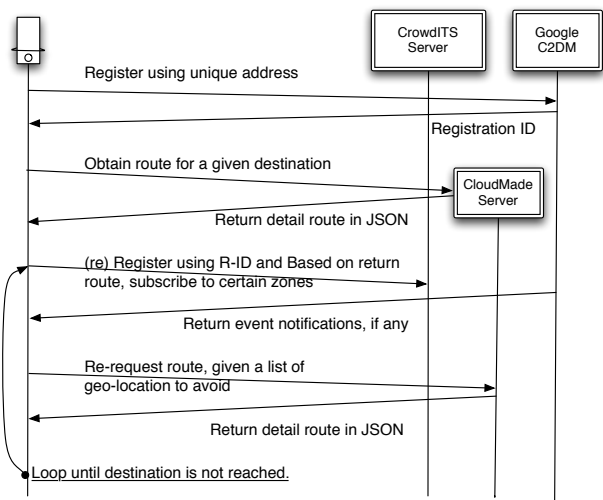 CrowdITS
Server
Google
C2DM
Register using unique address
Registration ID
Obtain route for a given destination
CloudMade
Server
Return detail route in JSON
(re) Register using R-ID and Based on return
route, subscribe to certain zones
Return event notifications, if any
Re-request route, given a list of
geo-location to avoid
Return detail route in JSON
Loop until destination is not reached.